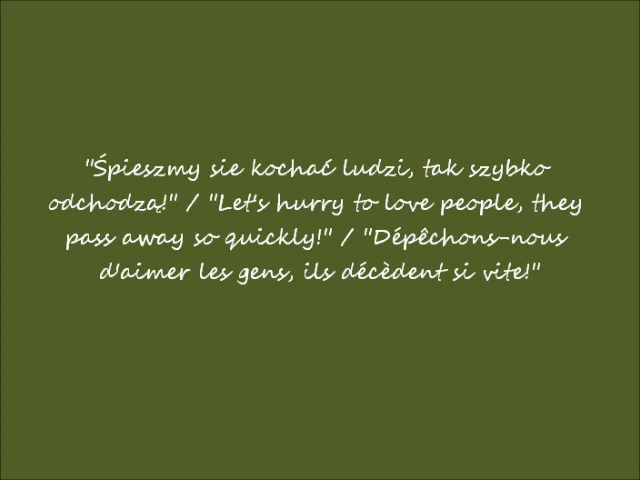 "Śpieszmy sie kochać ludzi, tak szybko
odchodzą!" / "Let's hurry to love people, they
pass away so quickly!" / "Dépêchons-nous
d'aimer les gens, ils décèdent si vite!"